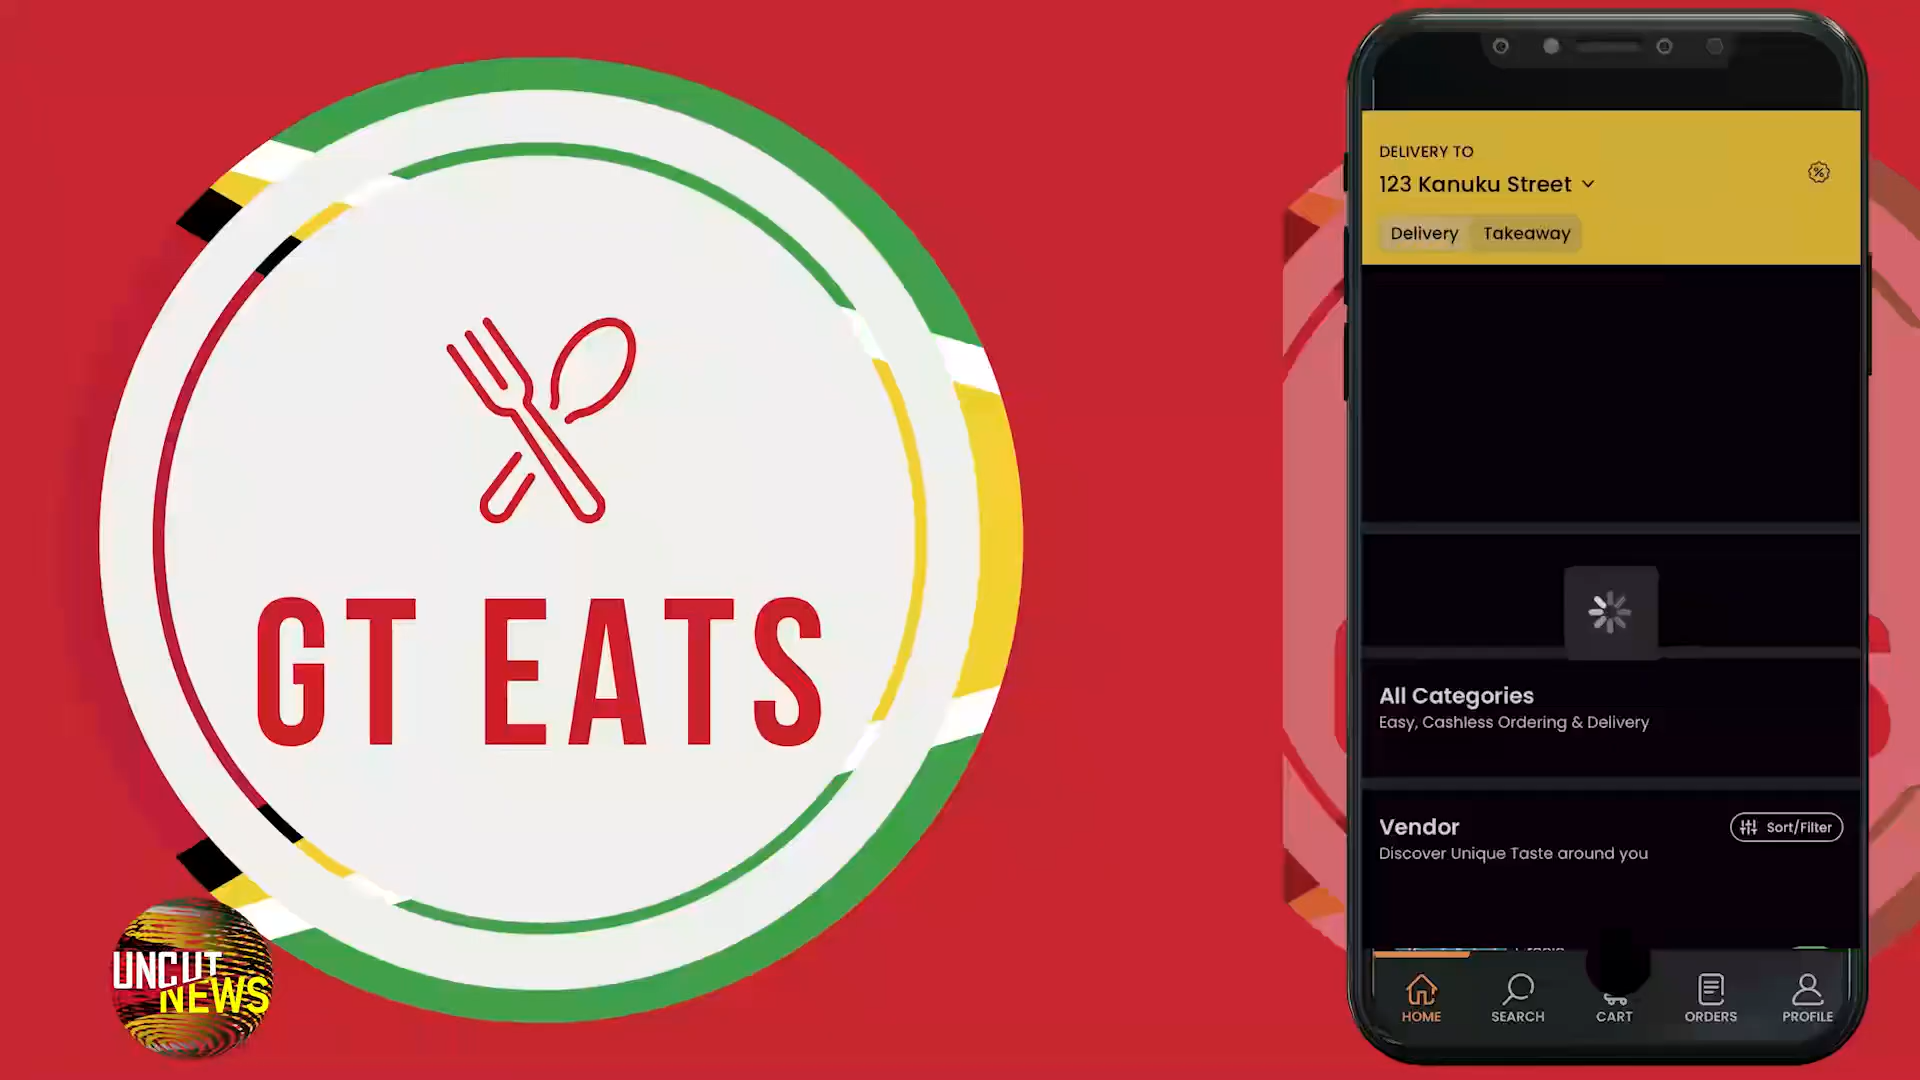 GT EATS
UNCUT
NEWS
DELIVERY TO
123 Kanuku Street
Delivery Takeaway
All Categories
Easy, Cashless Ordering & Delivery
Vendor
Sort/Filter
Discover Unique Taste around you
HOME SEARCH CART ORDERS PROFILE